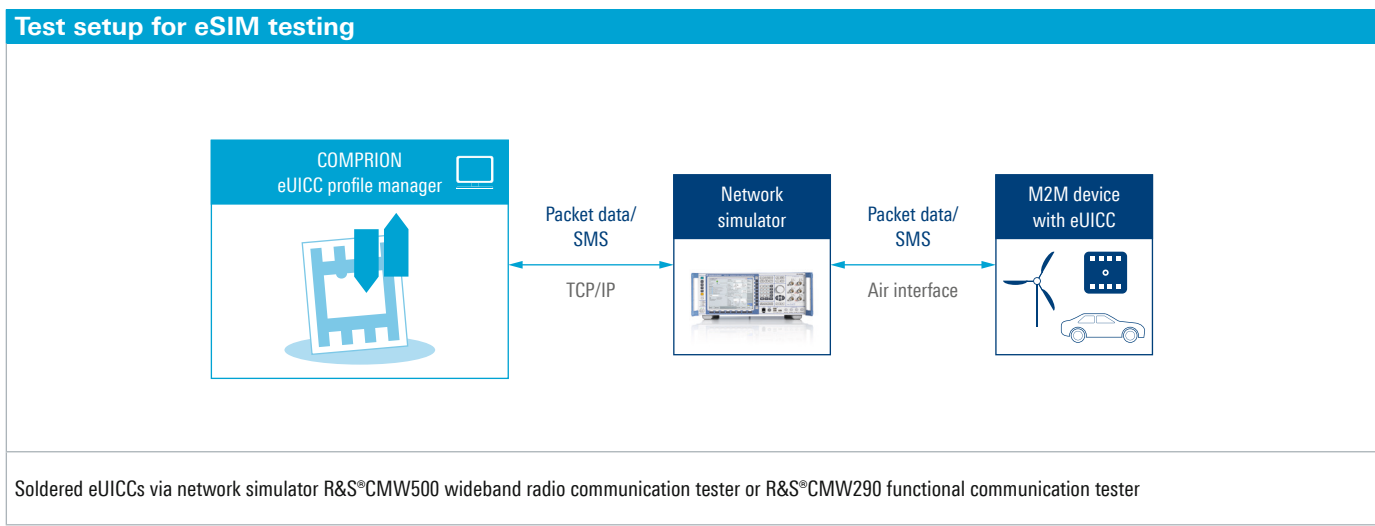 Test setup for eSIM testing
COMPRION
eUICC profile manager
Packet data/
SMS
TCP/IP
Network
simulator
Packet data/
SMS
Air interface
M2M device
with eUICC
Soldered eUICCs via network simulator R&S®CMW500 wideband radio communication tester or R&S®CMW290 functional communication tester